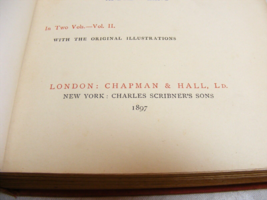 In Two Vols.—Vol. II.
WITH THE ORIGINAL ILLUSTRATIONS
LONDON: CHAPMAN & HALL, LD.
NEW YORK: CHARLES SCRIBNER'S SONS
1897